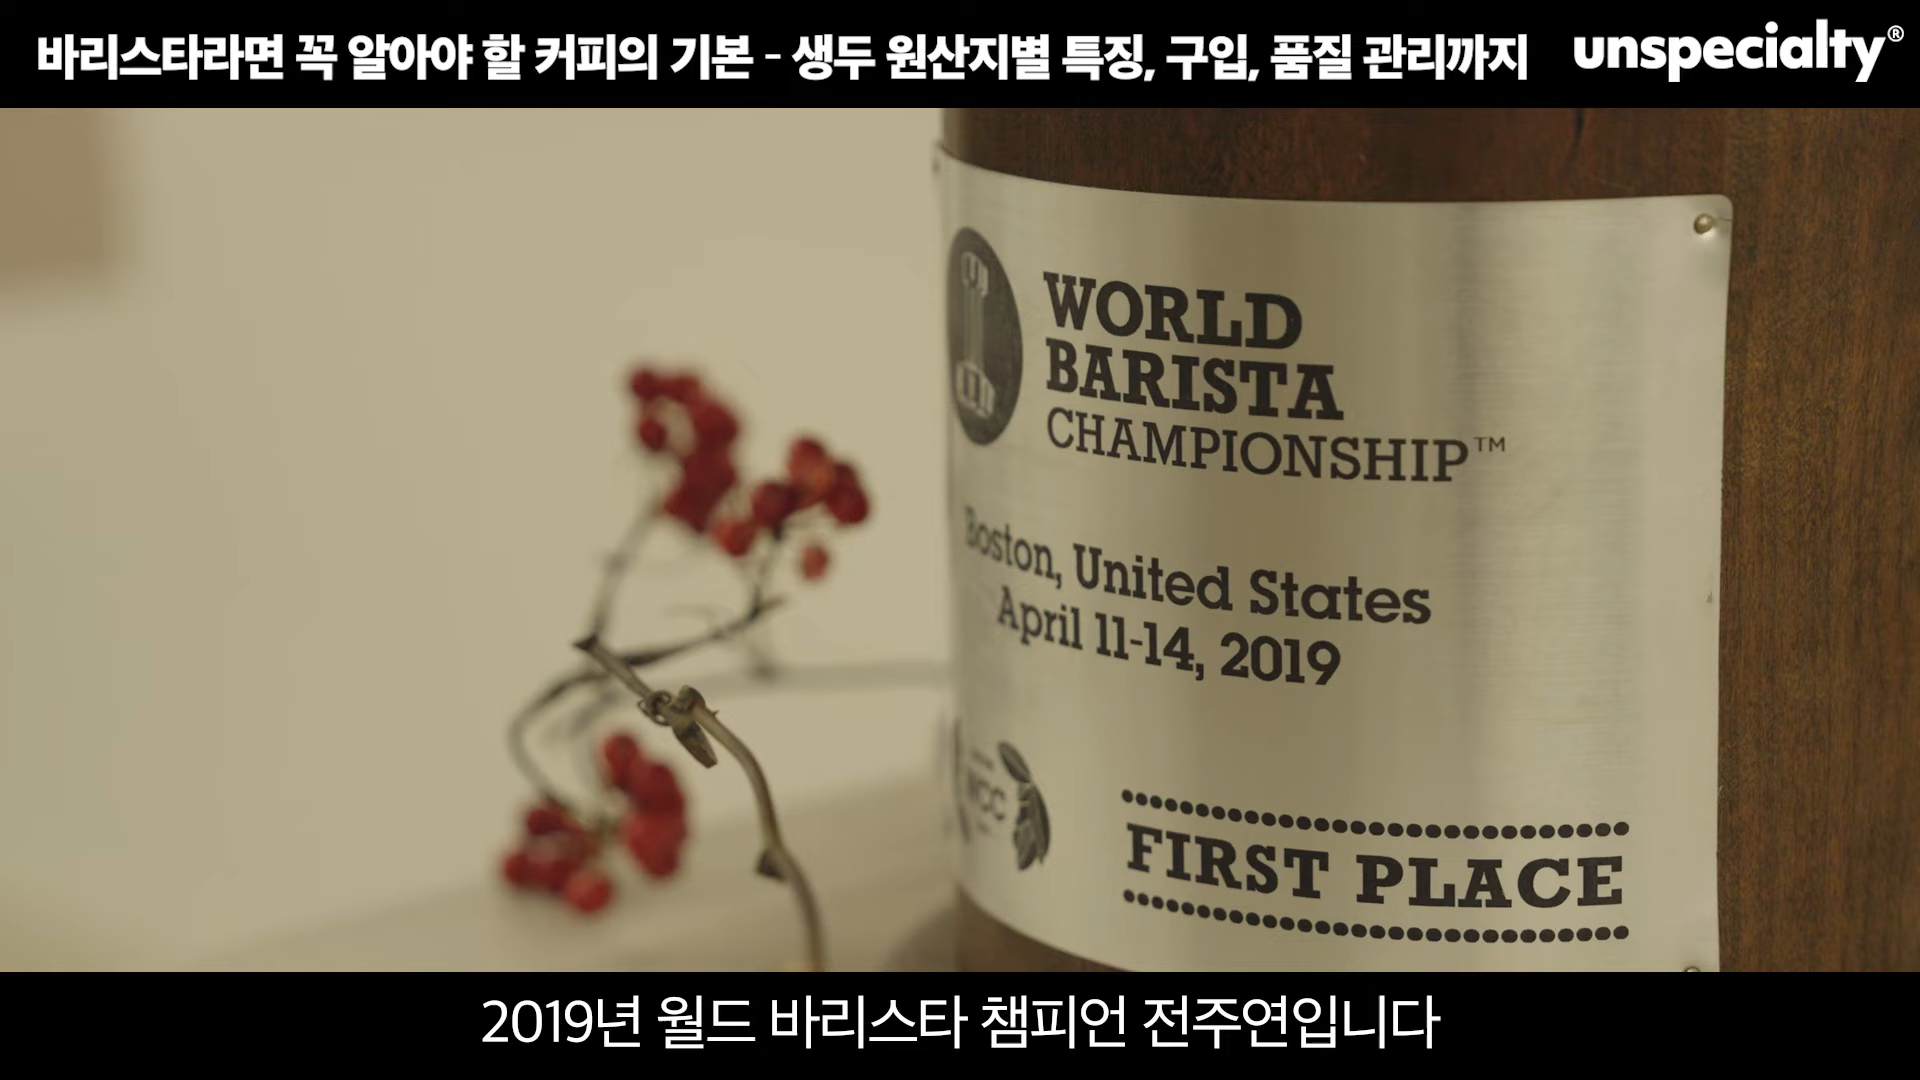 바리스타라면 꼭 알아야 할 커피의 기본 - 생두 원산지별 특징, 구입, 품질 관리까지
unspecialty®
WORLD
BARISTA
CHAMPIONSHIP™
Boston, United States
April 11-14, 2019
WCC
FIRST PLACE
2019년 월드 바리스타 챔피언 전주연입니다